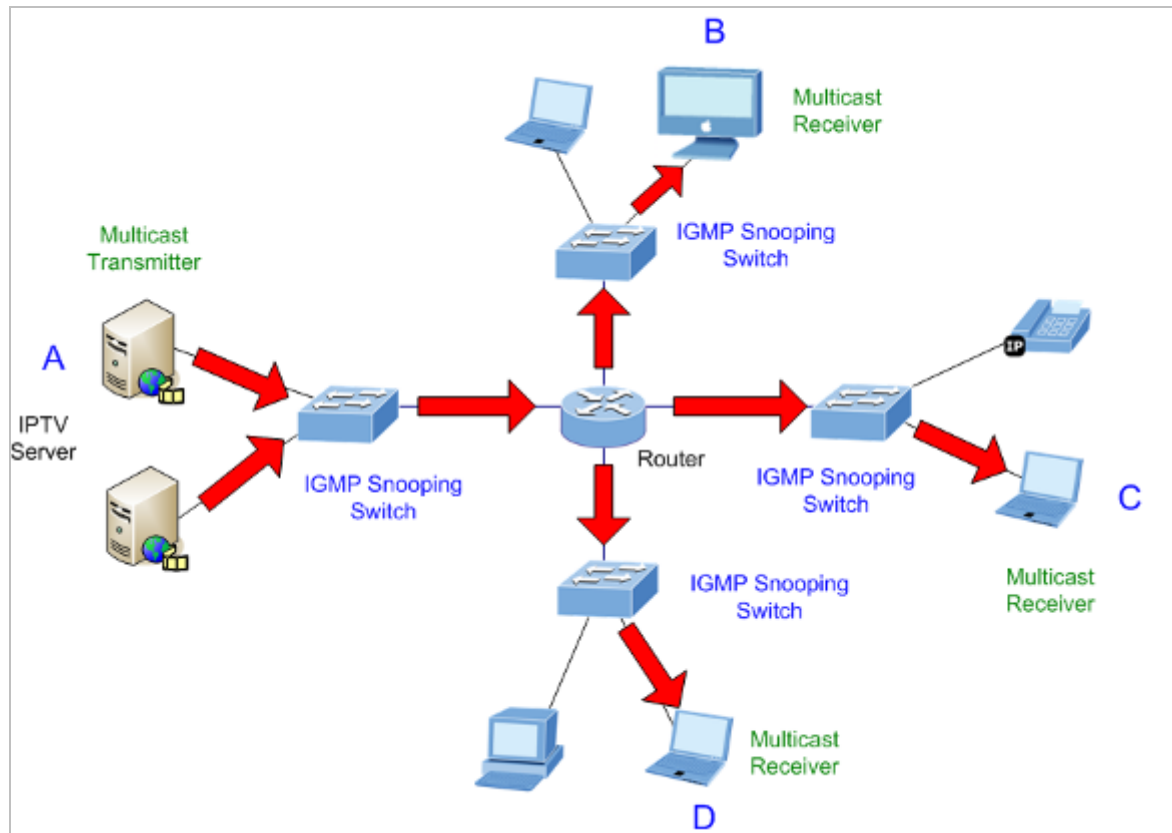 B
Multicast
Receiver
IGMP Snooping
Switch
Multicast
Transmitter
A
IPTV
Server
IGMP Snooping
Switch
Router
IP
IGMP Snooping
Switch
C
Multicast
Receiver
IGMP Snooping
Switch
Multicast
Receiver
D